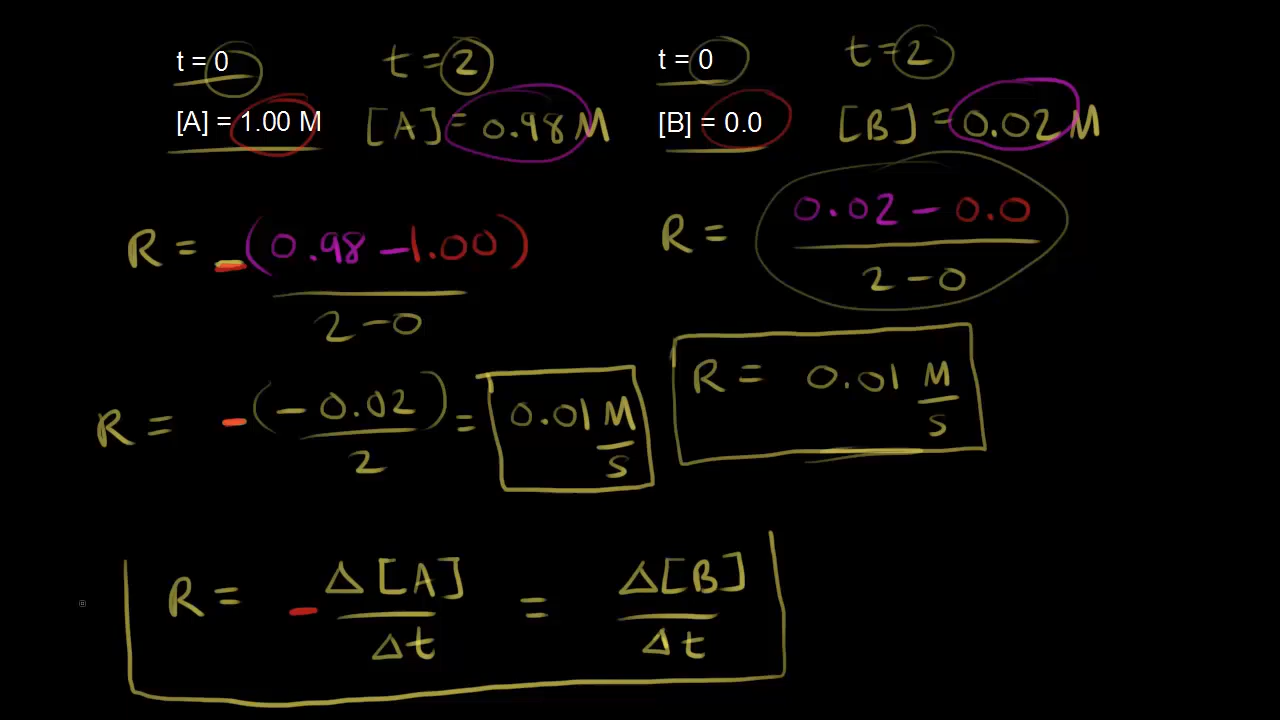 t = 0 t = 2 t = 0 t = 2
[A] = 1.00 M [A] = 0.98 M [B] = 0.0 [B] = 0.02 M
R = -(0.98 - 1.00)
2 - 0
R = 0.02 - 0.0
2 - 0
R = -(-0.02) = 0.01 M
2 s
R = 0.01 M
s
R = - Δ[A] = Δ[B]
Δt Δt